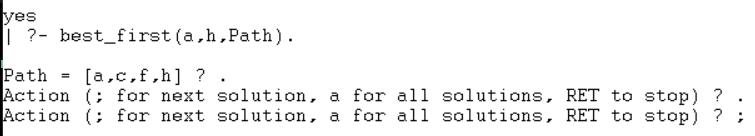 yes
| ?- best_first(a,h,Path).
Path = [a,c,f,h] ? .
Action (; for next solution, a for all solutions, RET to stop) ? .
Action (; for next solution, a for all solutions, RET to stop) ? ;